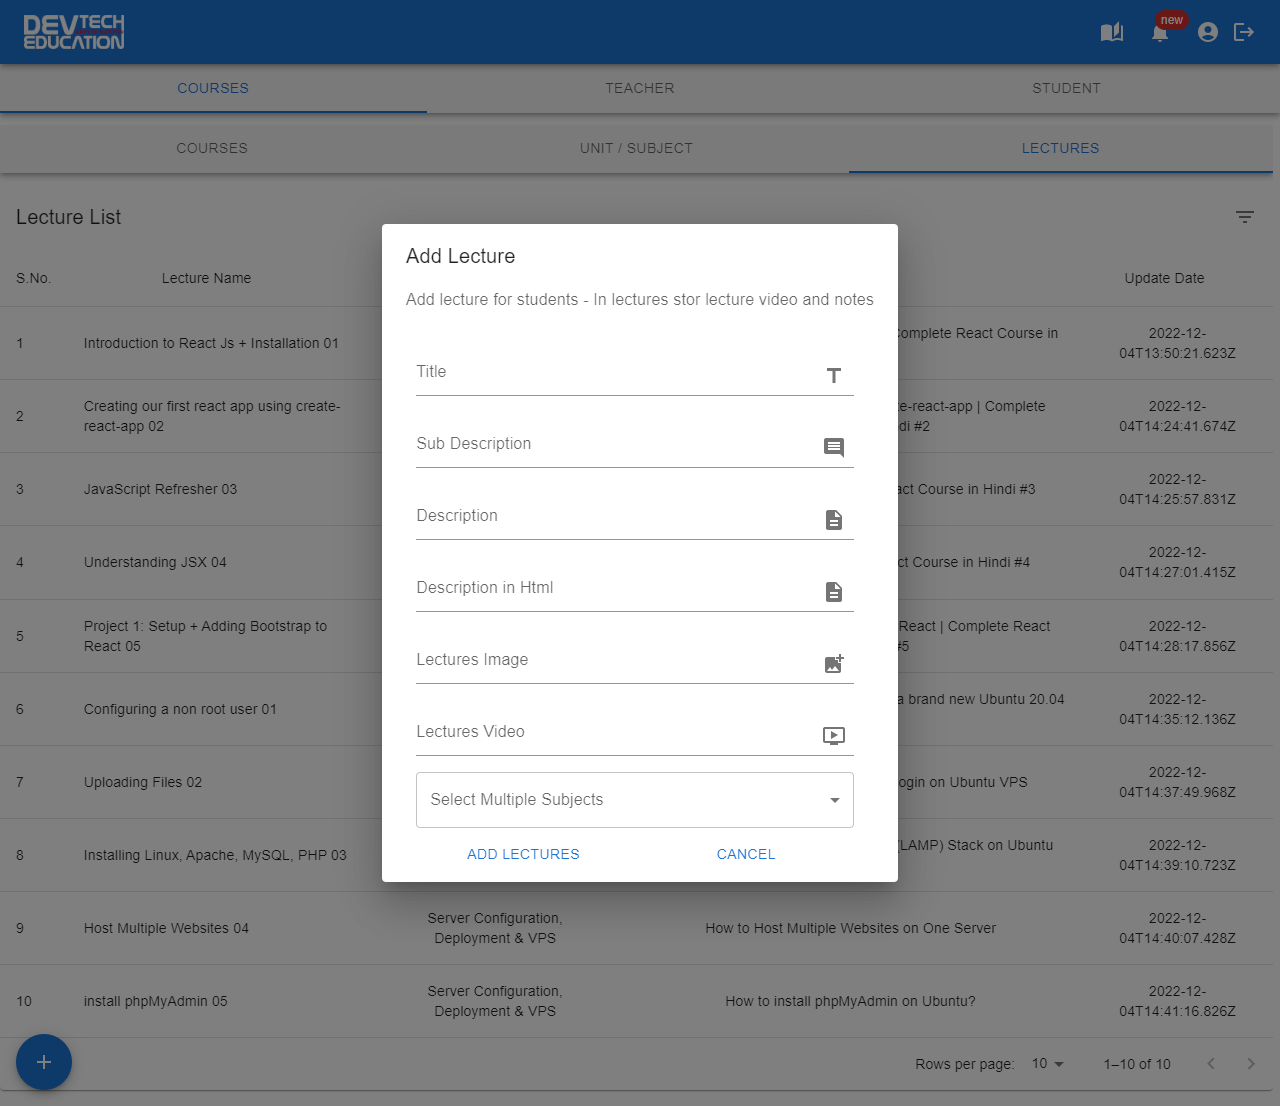 DEVTECH
EDUCATION
new
COURSES TEACHER STUDENT
COURSES UNIT / SUBJECT LECTURES
Lecture List
S.No. Lecture Name Update Date
Add Lecture
Add lecture for students - In lectures stor lecture video and notes
Title
Sub Description
Description
Description in Html
Lectures Image
Lectures Video
Select Multiple Subjects
ADD LECTURES CANCEL
1 Introduction to React Js + Installation 01 Complete React Course in 2022-12-
04T13:50:21.623Z
2 Creating our first react app using create- -react-app | Complete 2022-12-
react-app 02 #2 04T14:24:41.674Z
3 JavaScript Refresher 03 Course in Hindi #3 2022-12-
04T14:25:57.831Z
4 Understanding JSX 04 Course in Hindi #4 2022-12-
04T14:27:01.415Z
5 Project 1: Setup + Adding Bootstrap to React | Complete React 2022-12-
React 05 #5 04T14:28:17.856Z
6 Configuring a non root user 01 a brand new Ubuntu 20.04 2022-12-
04T14:35:12.136Z
7 Uploading Files 02 on Ubuntu VPS 2022-12-
04T14:37:49.968Z
8 Installing Linux, Apache, MySQL, PHP 03 (LAMP) Stack on Ubuntu 2022-12-
04T14:39:10.723Z
9 Host Multiple Websites 04 Server Configuration, How to Host Multiple Websites on One Server 2022-12-
Deployment & VPS 04T14:40:07.428Z
10 install phpMyAdmin 05 Server Configuration, How to install phpMyAdmin on Ubuntu? 2022-12-
Deployment & VPS 04T14:41:16.826Z
Rows per page: 10 1–10 of 10